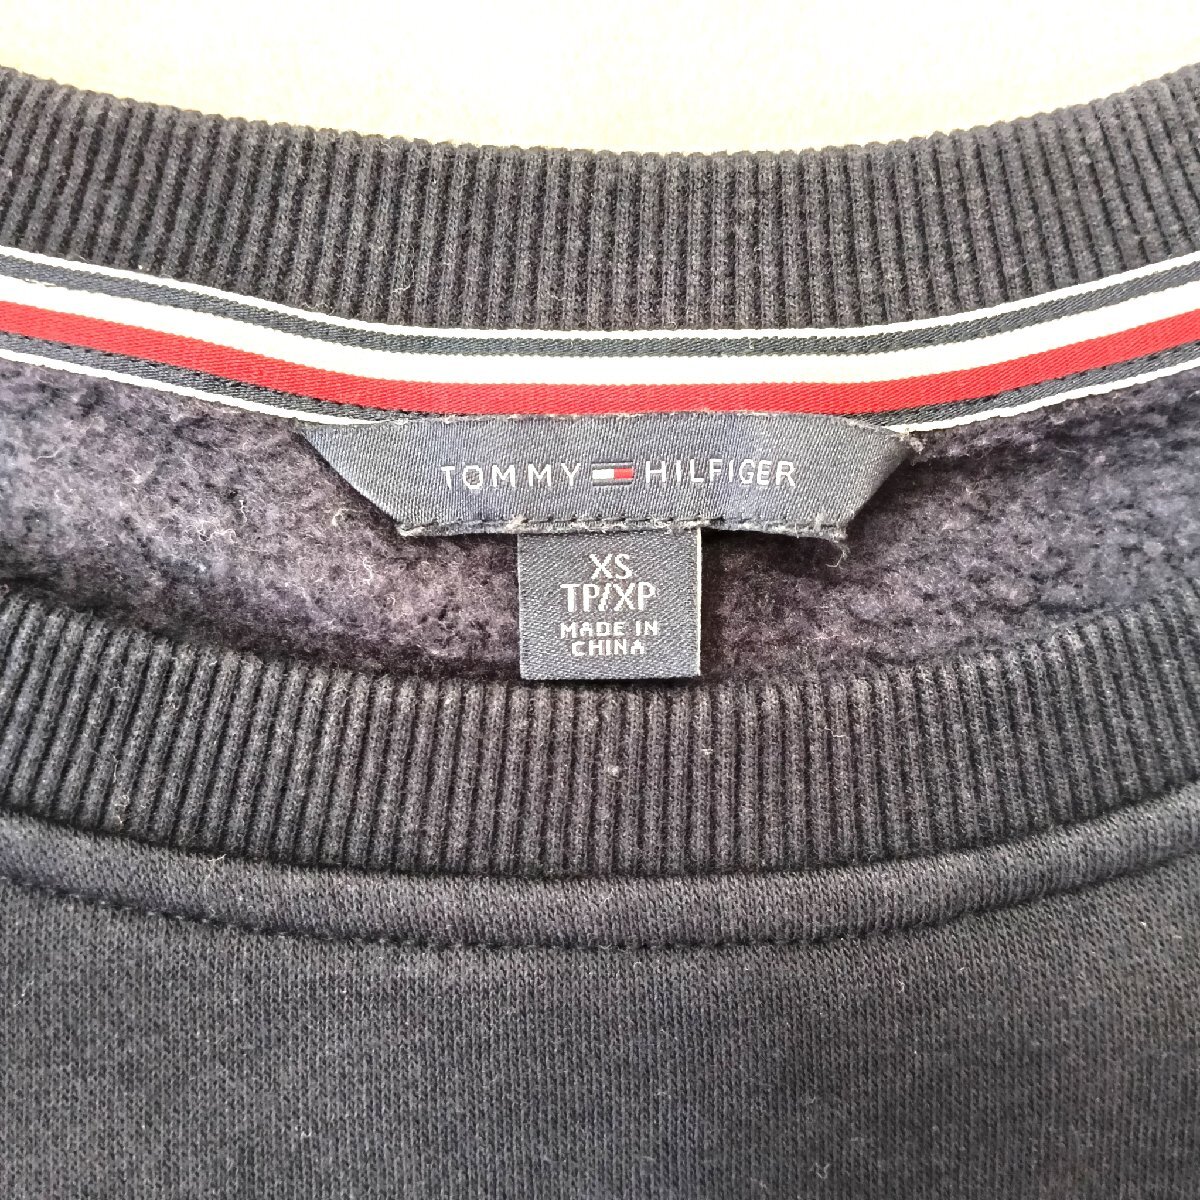 TOMMY HILFIGER
XS
TP/XP
MADE IN
CHINA